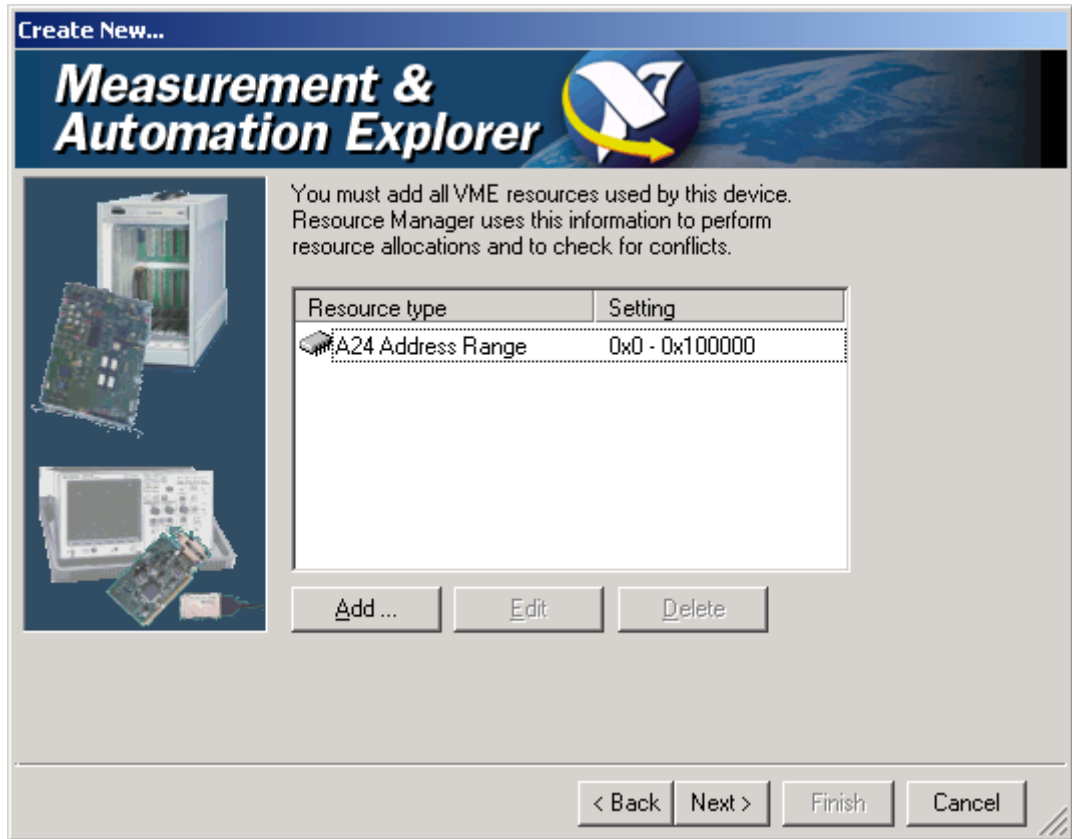 Create New...
Measurement &
Automation Explorer
You must add all VME resources used by this device.
Resource Manager uses this information to perform
resource allocations and to check for conflicts.
Resource type Setting
A24 Address Range 0x0 - 0x100000
Add ... Edit Delete
< Back Next > Finish Cancel